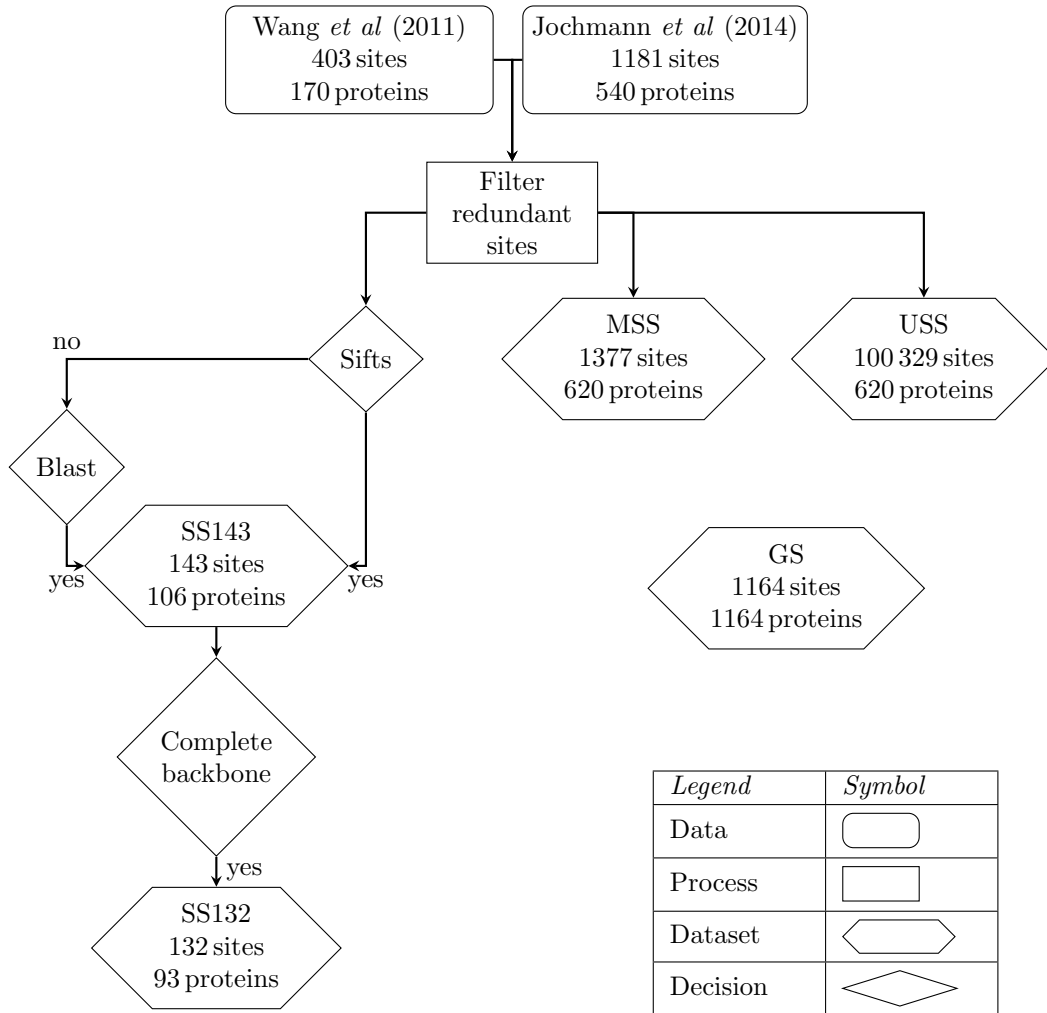 Wang et al (2011)
403 sites
170 proteins
Jochmann et al (2014)
1181 sites
540 proteins
Filter
redundant
sites
Sifts
no
Blast
MSS
1377 sites
620 proteins
USS
100 329 sites
620 proteins
SS143
143 sites
106 proteins
yes
yes
GS
1164 sites
1164 proteins
Complete
backbone
yes
SS132
132 sites
93 proteins
Legend Symbol
Data
Process
Dataset
Decision